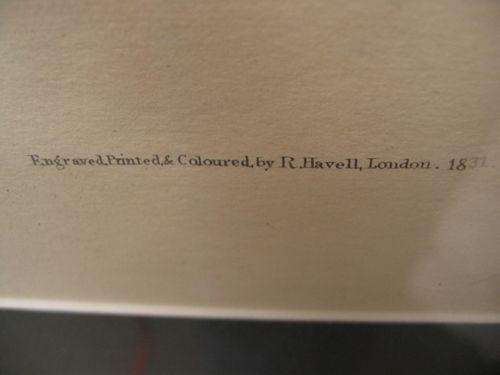 Engraved, Printed, & Coloured, by R. Havell, London. 1831.